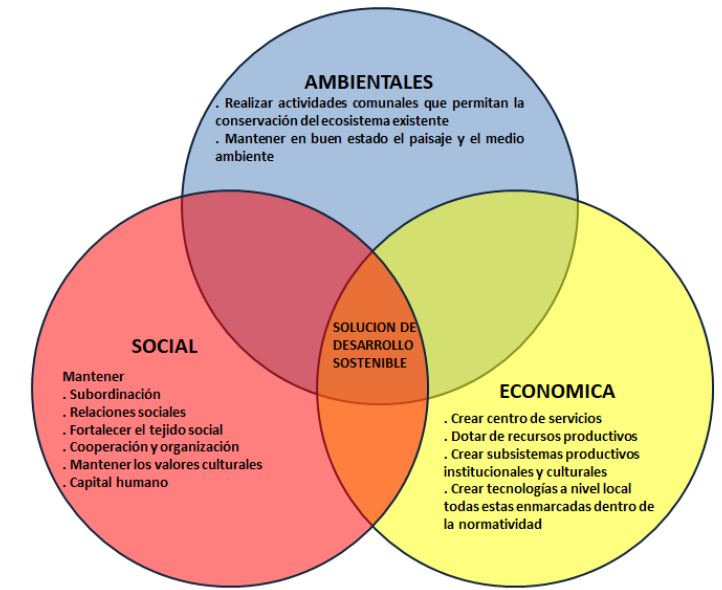 AMBIENTALES
. Realizar actividades comunales que permitan la
conservación del ecosistema existente
. Mantener en buen estado el paisaje y el medio
ambiente
SOLUCION DE
DESARROLLO
SOSTENIBLE
SOCIAL
Mantener
. Subordinación
. Relaciones sociales
. Fortalecer el tejido social
. Cooperación y organización
. Mantener los valores culturales
. Capital humano
ECONOMICA
. Crear centro de servicios
. Dotar de recursos productivos
. Crear subsistemas productivos
institucionales y culturales
. Crear tecnologías a nivel local
todas estas enmarcadas dentro de
la normatividad